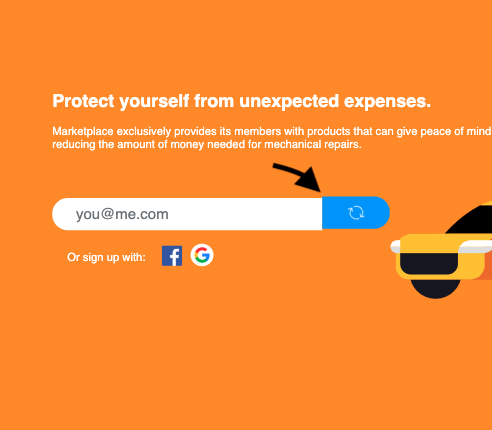 Protect yourself from unexpected expenses.
Marketplace exclusively provides its members with products that can give peace of mind
reducing the amount of money needed for mechanical repairs.
you@me.com
Or sign up with: